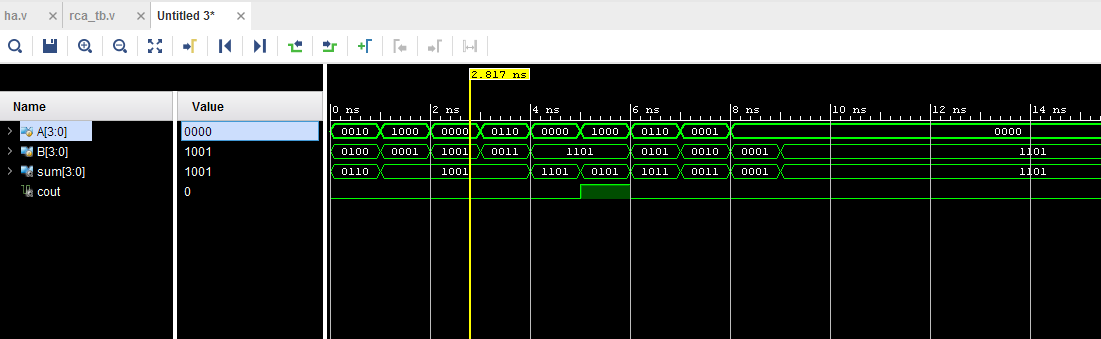 ha.v rca_tb.v Untitled 3*
2.817 ns
Name Value
0 ns 2 ns 4 ns 6 ns 8 ns 10 ns 12 ns 14 ns
A[3:0] 0000 0010 1000 0000 0110 0000 1000 0110 0001 0000
B[3:0] 1001 0100 0001 1001 0011 1101 0101 0010 0001 1101
sum[3:0] 1001 0110 1001 1101 0101 1011 0011 0001 1101
cout 0